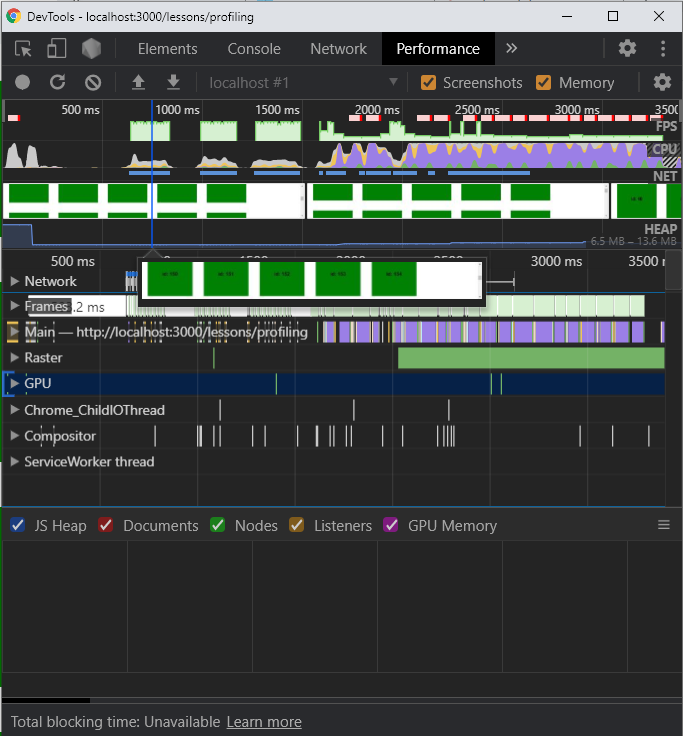 DevTools - localhost:3000/lessons/profiling
Elements Console Network Performance »
localhost #1 Screenshots Memory
500 ms 1000 ms 1500 ms 2000 ms 2500 ms 3000 ms 3500
FPS
CPU
NET
HEAP
6.5 MB – 13.6 MB
500 ms 3000 ms 3500 m
Network
Frames .2 ms
Main — http://localhost:3000/lessons/profiling
Raster
GPU
Chrome_ChildIOThread
Compositor
ServiceWorker thread
JS Heap Documents Nodes Listeners GPU Memory
Total blocking time: Unavailable Learn more